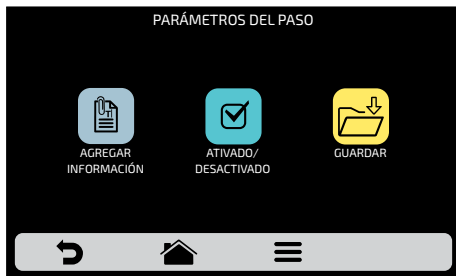 PARÁMETROS DEL PASO
AGREGAR
INFORMACIÓN
ATIVADO/
DESACTIVADO
GUARDAR